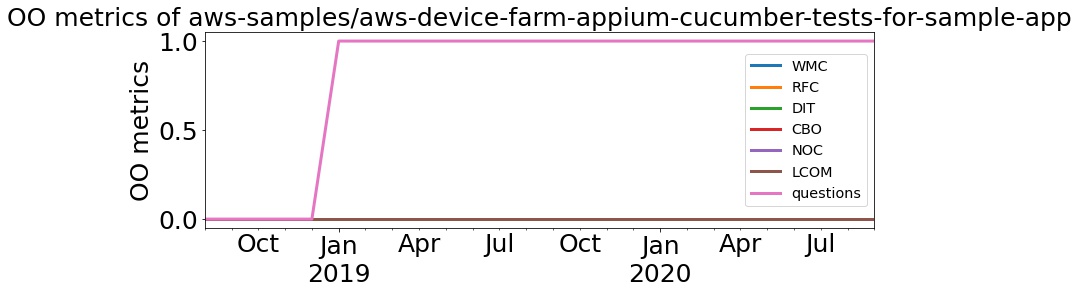 OO metrics of aws-samples/aws-device-farm-appium-cucumber-tests-for-sample-app
OO metrics
1.0
0.5
0.0
WMC
RFC
DIT
CBO
NOC
LCOM
questions
Oct Jan Apr Jul Oct Jan Apr Jul
2019 2020